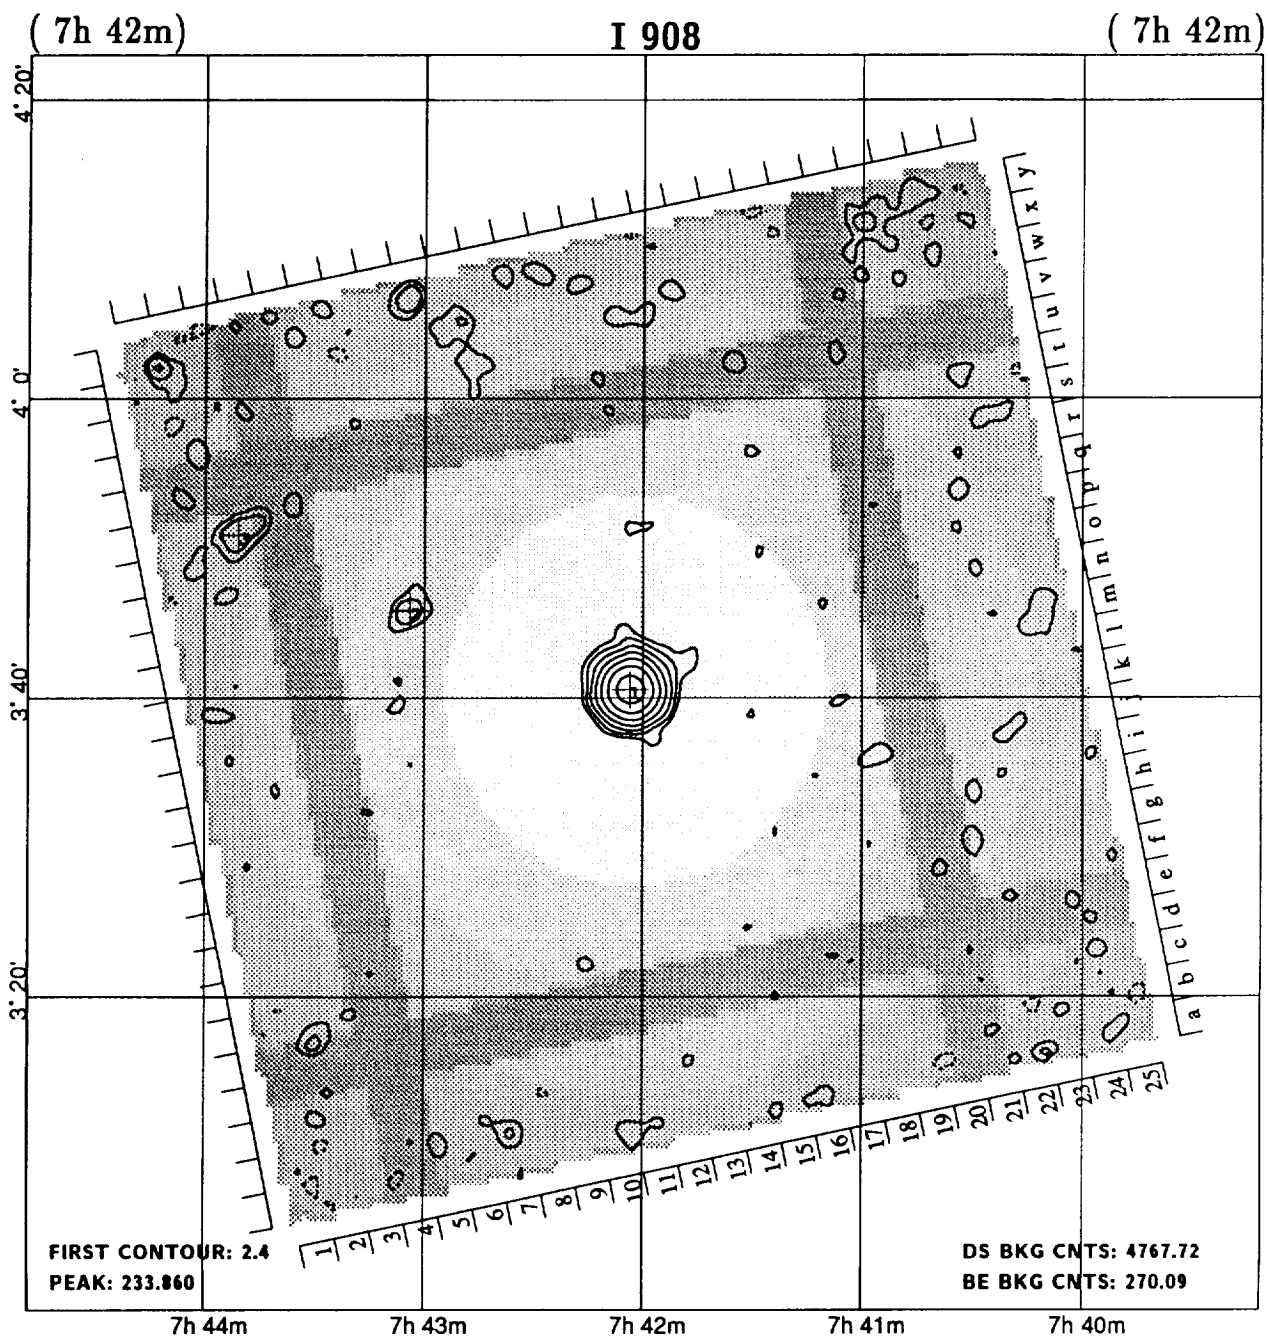 ( 7h 42m)
I 908
( 7h 42m)
4° 20'
4° 0'
3° 40'
3° 20'
a b c d e f g h i j k l m n o p q r s t u v w x y
1 2 3 4 5 6 7 8 9 10 11 12 13 14 15 16 17 18 19 20 21 22 23 24 25
FIRST CONTOUR: 2.4
PEAK: 233.860
DS BKG CNTS: 4767.72
BE BKG CNTS: 270.09
7h 44m
7h 43m
7h 42m
7h 41m
7h 40m